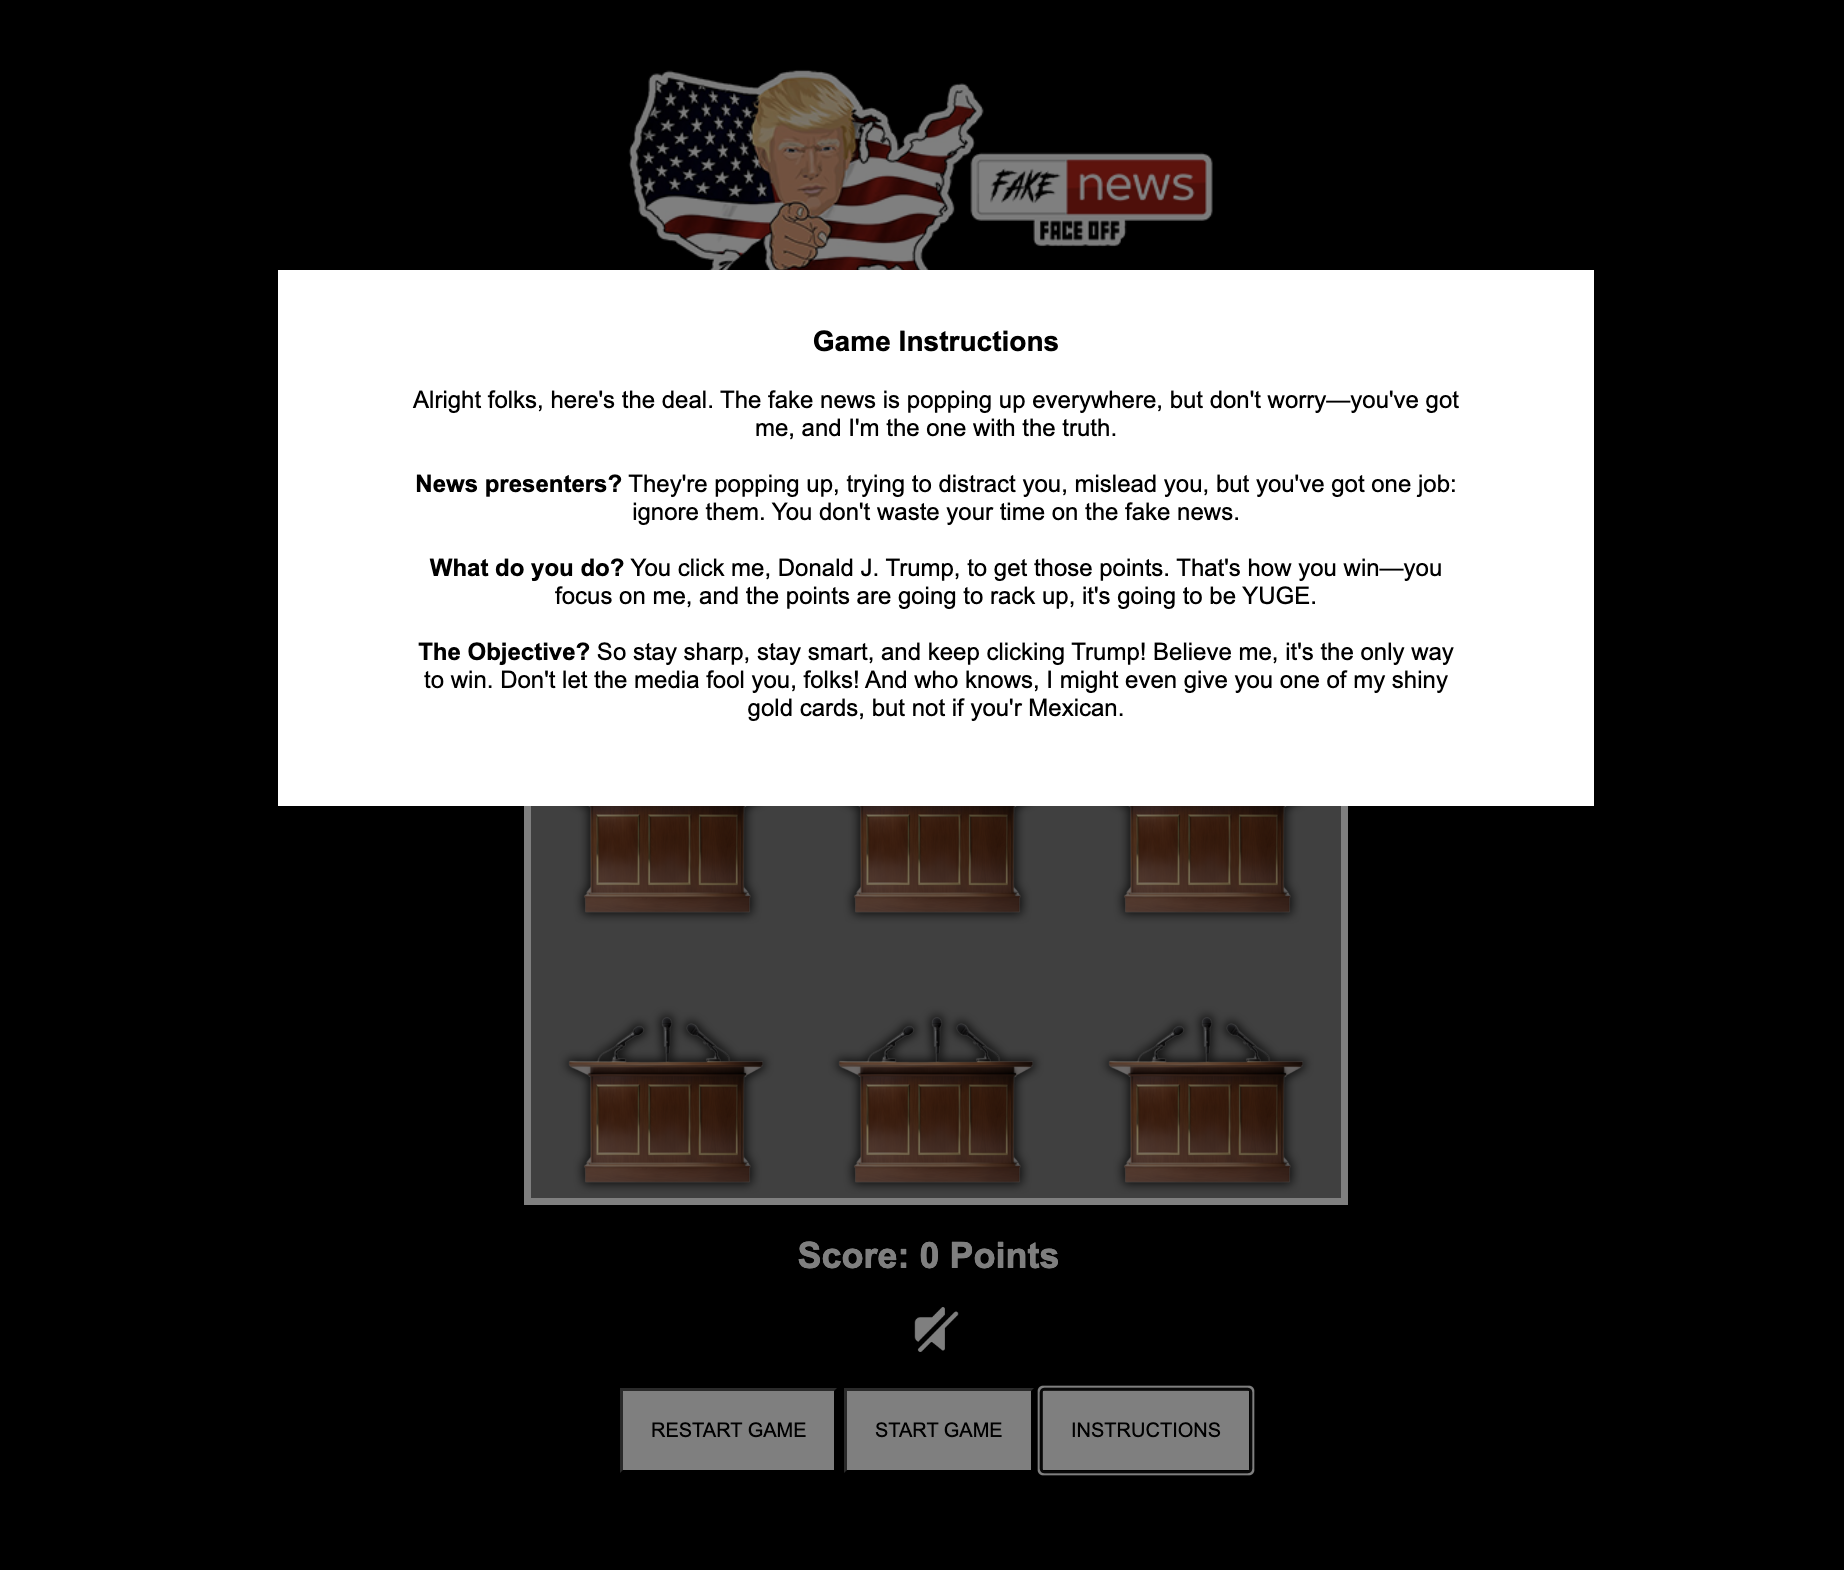 FAKE news
FACE OFF
Game Instructions
Alright folks, here's the deal. The fake news is popping up everywhere, but don't worry—you've got
me, and I'm the one with the truth.
News presenters? They're popping up, trying to distract you, mislead you, but you've got one job:
ignore them. You don't waste your time on the fake news.
What do you do? You click me, Donald J. Trump, to get those points. That's how you win—you
focus on me, and the points are going to rack up, it's going to be YUGE.
The Objective? So stay sharp, stay smart, and keep clicking Trump! Believe me, it's the only way
to win. Don't let the media fool you, folks! And who knows, I might even give you one of my shiny
gold cards, but not if you'r Mexican.
Score: 0 Points
RESTART GAME
START GAME
INSTRUCTIONS